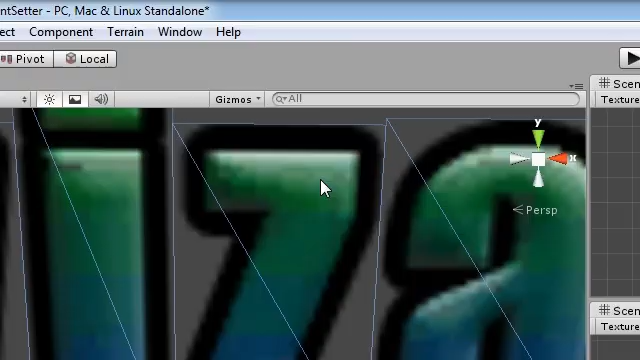 ntSetter - PC, Mac & Linux Standalone*
ect Component Terrain Window Help
Pivot Local
Gizmos All
Scen
Texture
y
x
Persp
iza
Scen
Texture